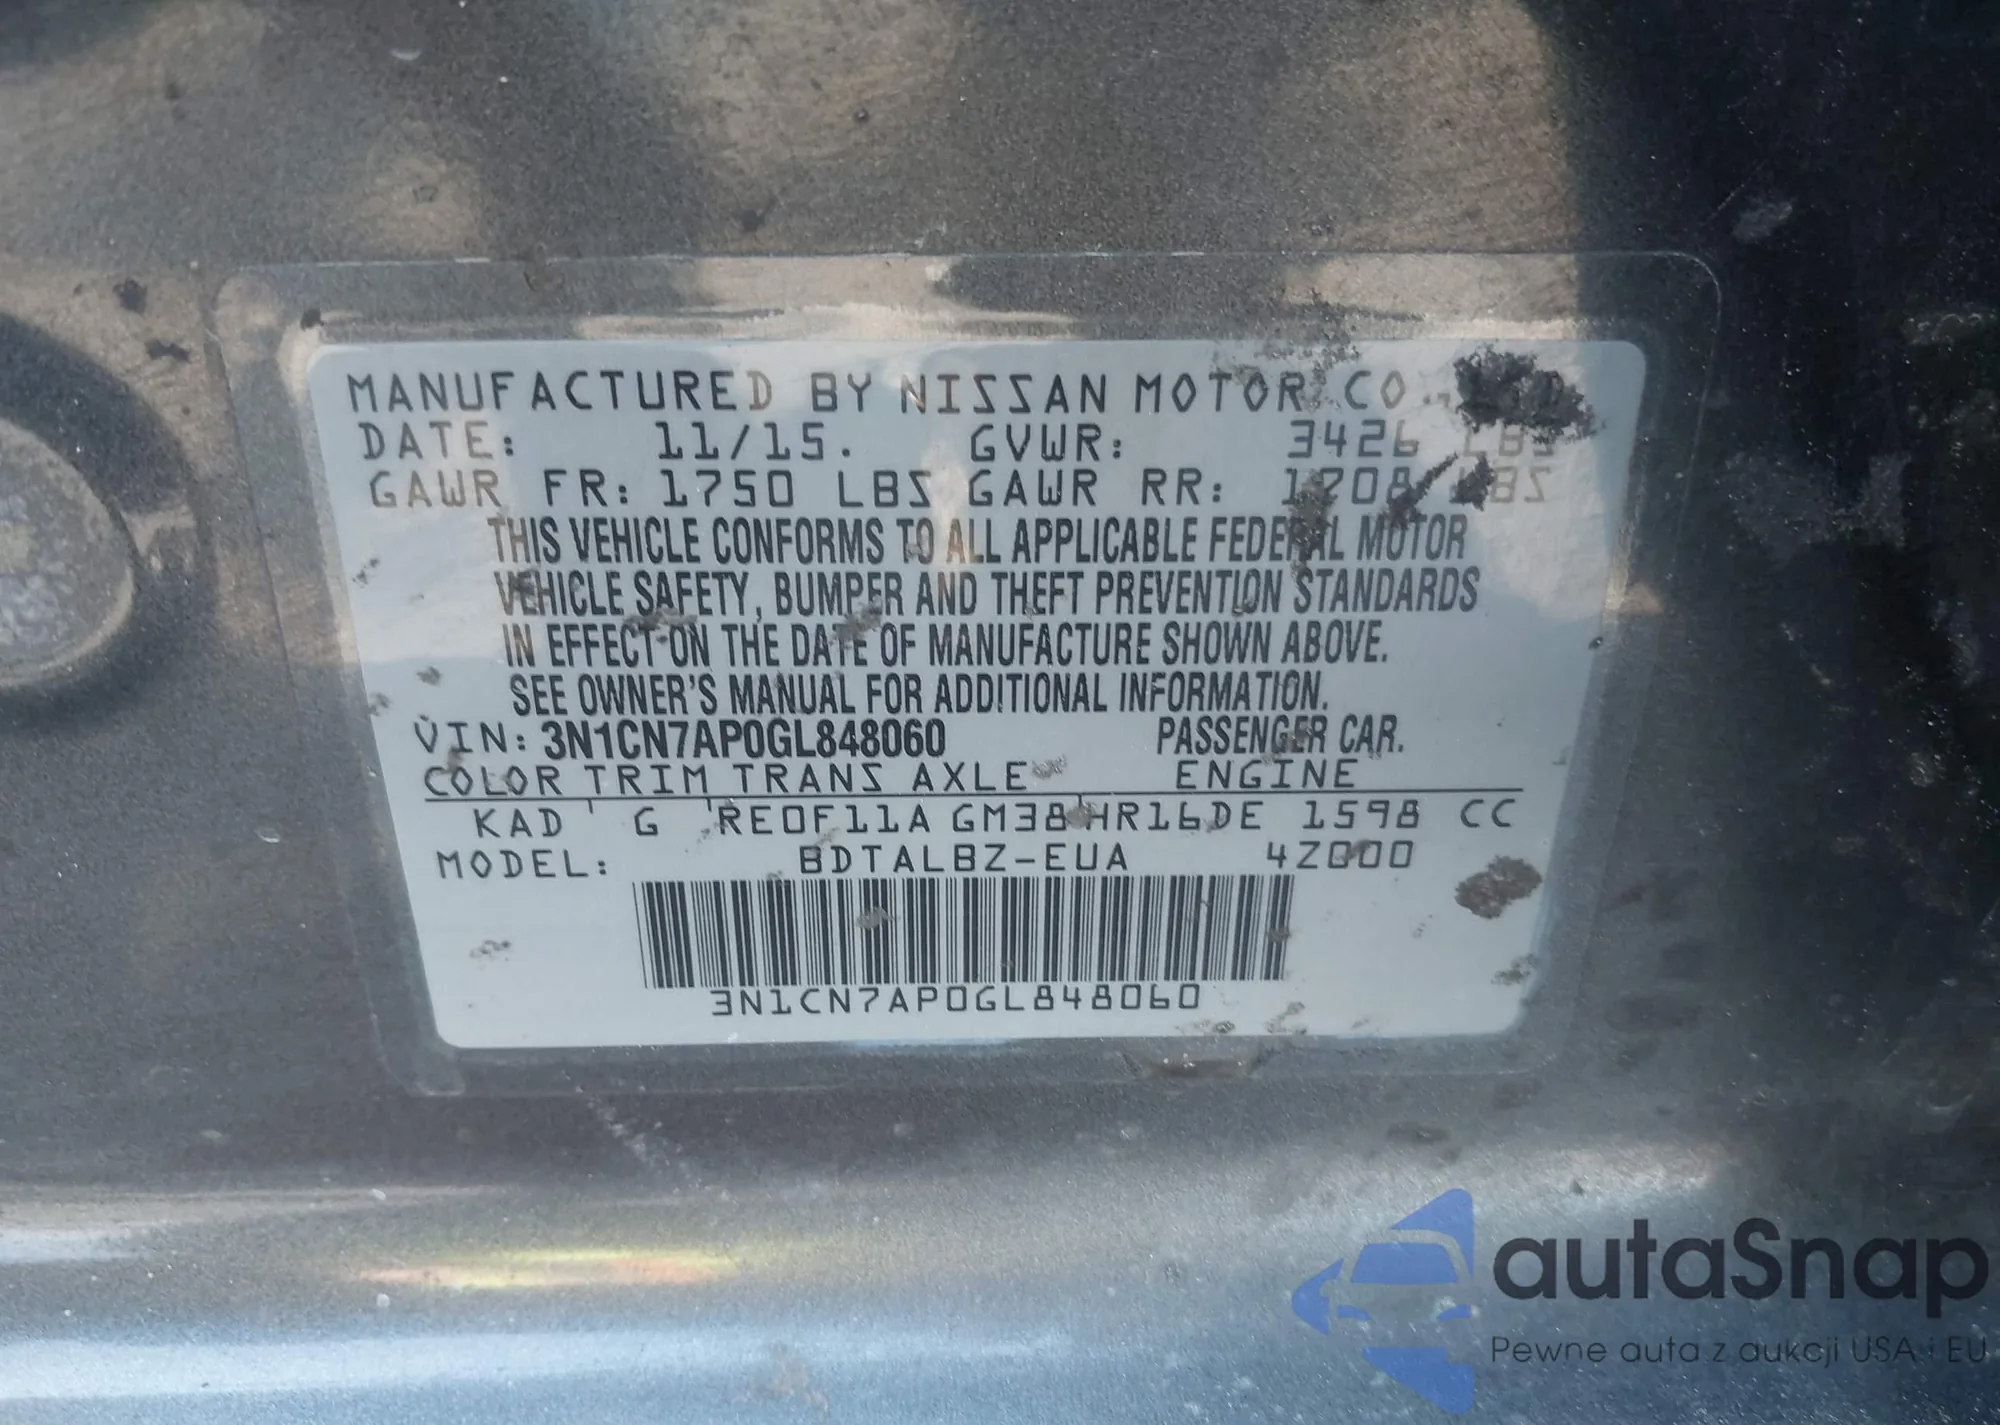 MANUFACTURED BY NISSAN MOTOR CO.,
DATE: 11/15. GVWR: 3426 LBS
GAWR FR: 1750 LBS GAWR RR: 1708 LBS
THIS VEHICLE CONFORMS TO ALL APPLICABLE FEDERAL MOTOR
VEHICLE SAFETY, BUMPER AND THEFT PREVENTION STANDARDS
IN EFFECT ON THE DATE OF MANUFACTURE SHOWN ABOVE.
SEE OWNER'S MANUAL FOR ADDITIONAL INFORMATION.
VIN: 3N1CN7AP0GL848060 PASSENGER CAR.
COLOR TRIM TRANS AXLE ENGINE
KAD G RE0F11A GM38 HR16DE 1598 CC
MODEL: BDTALBZ-EUA 4Z000
3N1CN7AP0GL848060
autaSnap
Pewne auta z aukcji USA i EU